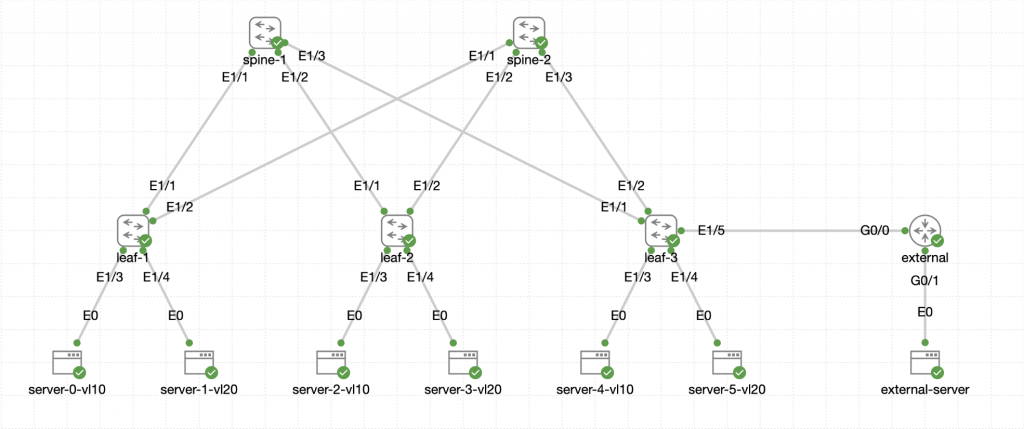 E1/3
E1/1
spine-1
spine-2
E1/1
E1/2
E1/2
E1/3
E1/1
E1/1
E1/2
E1/2
E1/2
E1/1
E1/5
G0/0
leaf-1
leaf-2
leaf-3
external
E1/3
E1/4
E1/3
E1/4
E1/3
E1/4
G0/1
E0
E0
E0
E0
E0
E0
E0
server-0-vl10
server-1-vl20
server-2-vl10
server-3-vl20
server-4-vl10
server-5-vl20
external-server